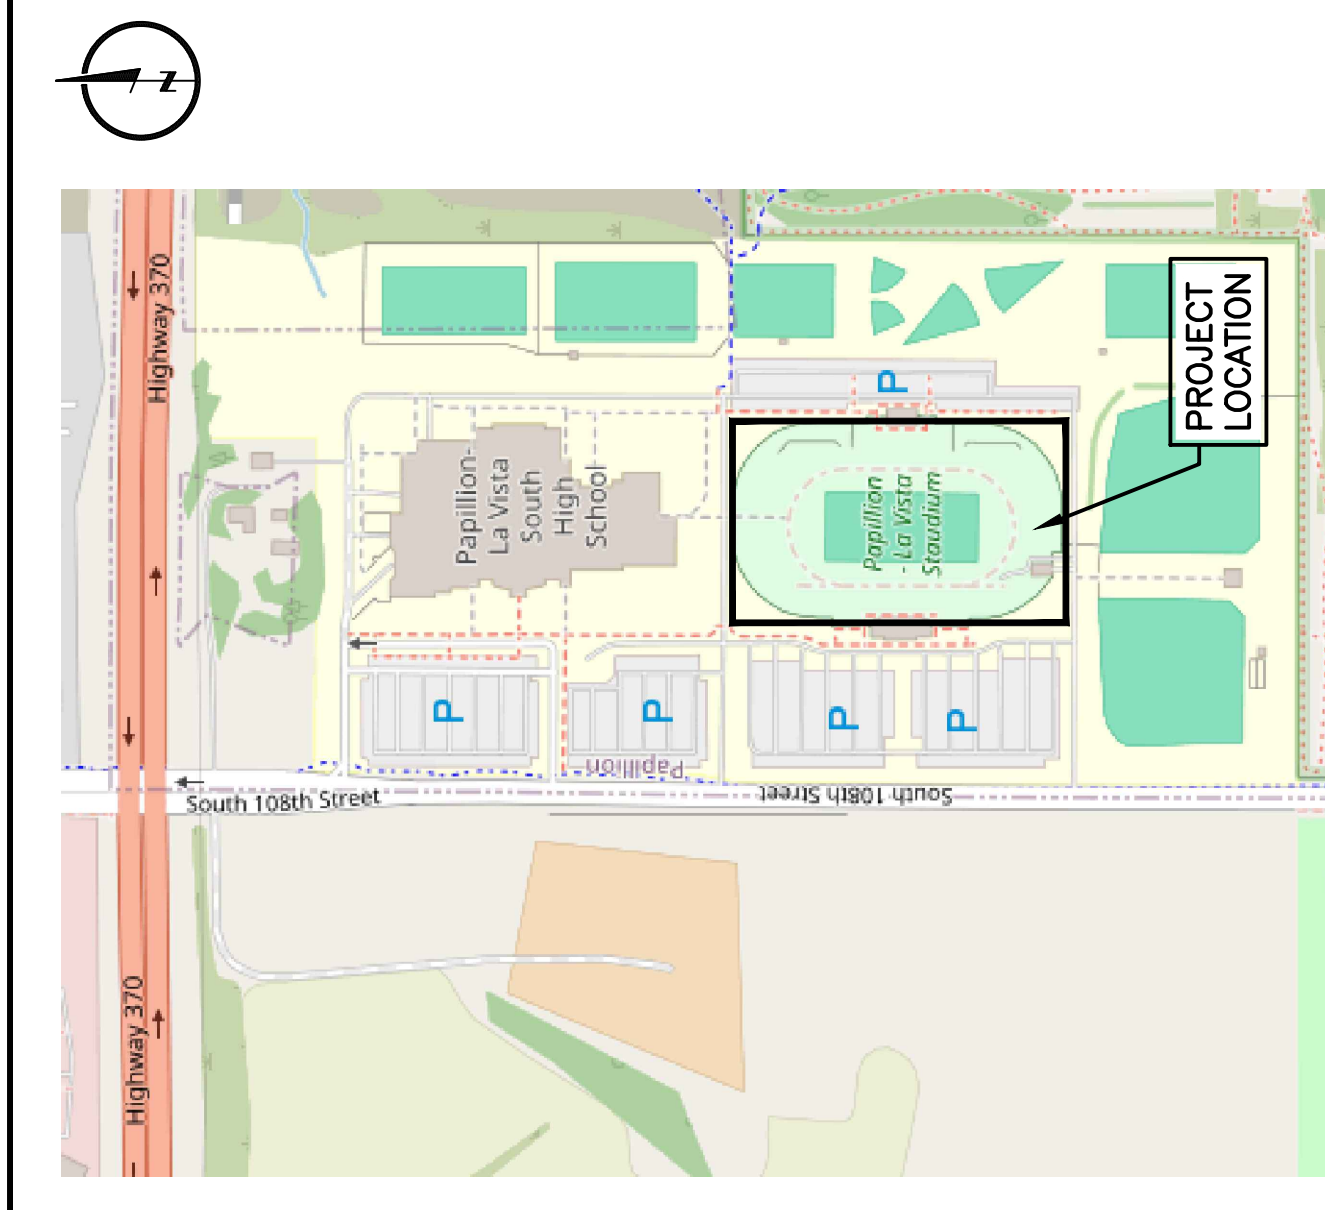 Z
Highway 370
PROJECT
LOCATION
P
Papillion-
La Vista
South
High
School
Papillion
- La Vista
Staudium
P
P
P
P
Papillion
South 108th Street
South 108th Street
Highway 370